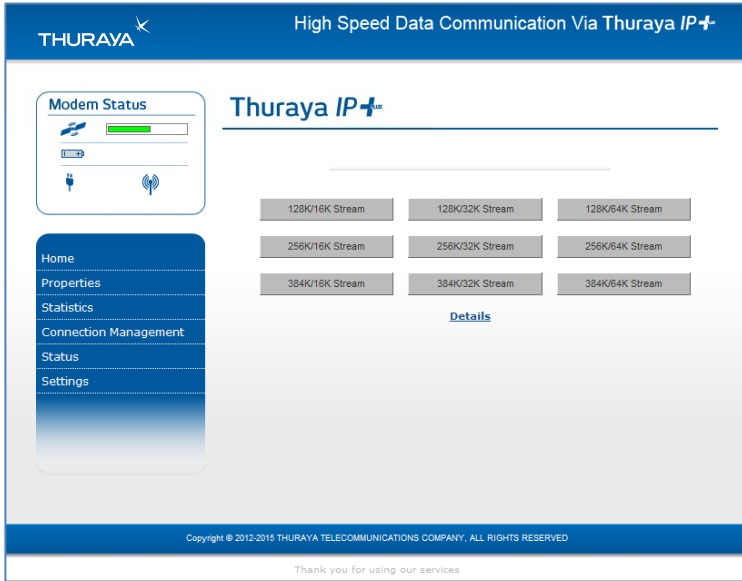 THURAYA
High Speed Data Communication Via Thuraya IP+
Modem Status
Thuraya IP+
128K/16K Stream 128K/32K Stream 128K/64K Stream
256K/16K Stream 256K/32K Stream 256K/64K Stream
384K/16K Stream 384K/32K Stream 384K/64K Stream
Details
Home
Properties
Statistics
Connection Management
Status
Settings
Copyright © 2012-2015 THURAYA TELECOMMUNICATIONS COMPANY, ALL RIGHTS RESERVED
Thank you for using our services